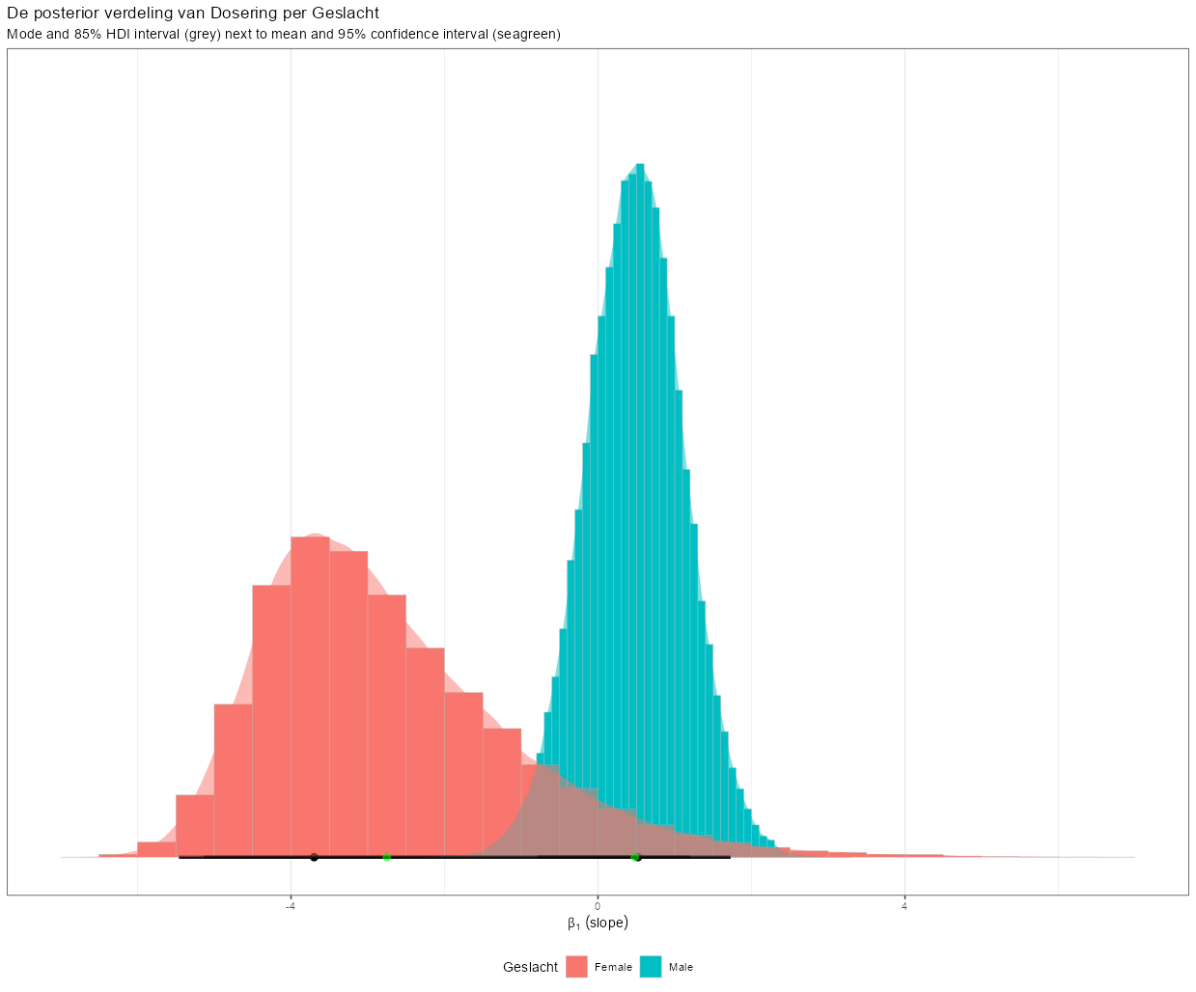 De posterior verdeling van Dosering per Geslacht
Mode and 85% HDI interval (grey) next to mean and 95% confidence interval (seagreen)
-4 0 4
β₁ (slope)
Geslacht Female Male